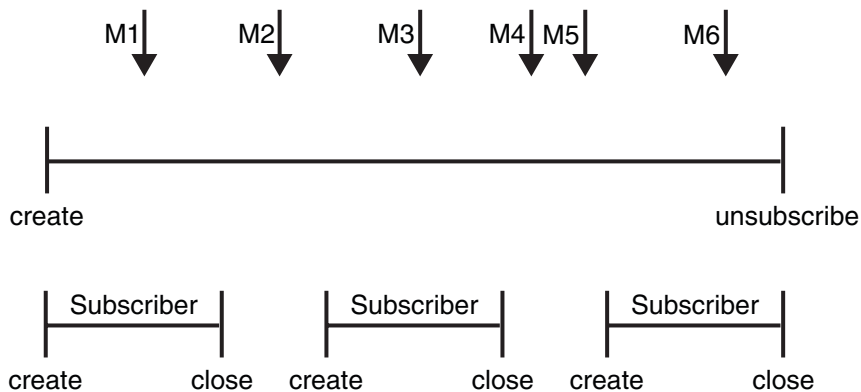 M1 M2 M3 M4 M5 M6
create unsubscribe
Subscriber Subscriber Subscriber
create close create close create close